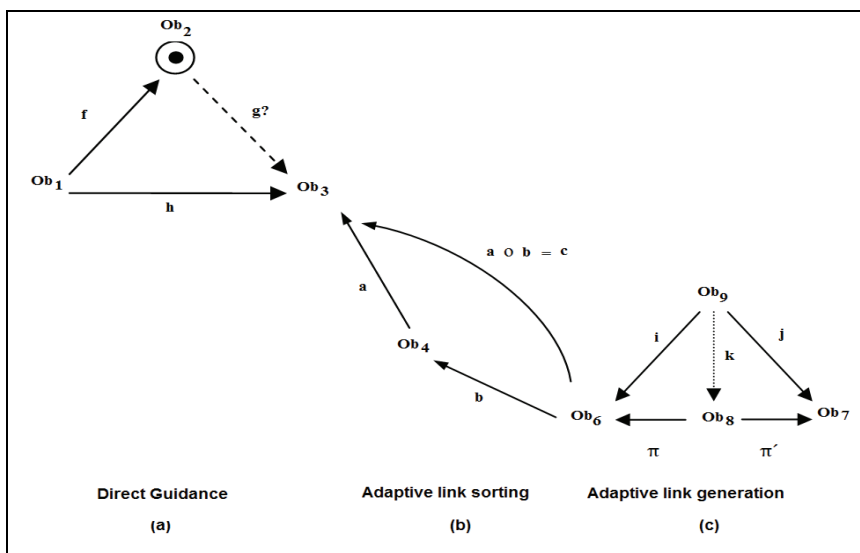 Ob2
f
g?
Ob1
Ob3
h
a o b = c
a
Ob9
Ob4
i
k
j
b
Ob6
Ob8
Ob7
π
π´
Direct Guidance
Adaptive link sorting
Adaptive link generation
(a)
(b)
(c)